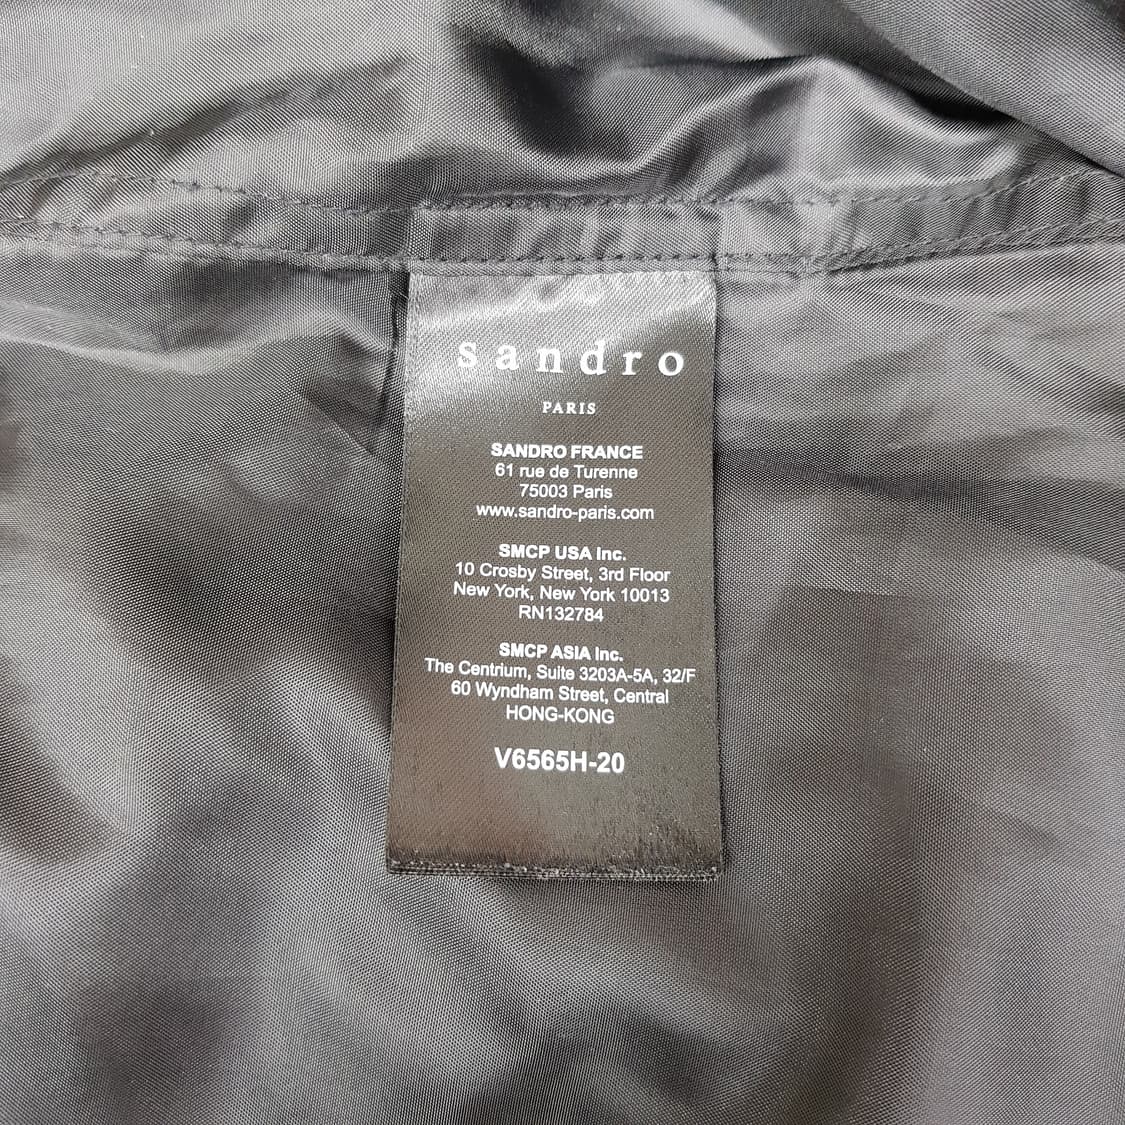 sandro
PARIS
SANDRO FRANCE
61 rue de Turenne
75003 Paris
www.sandro-paris.com
SMCP USA Inc.
10 Crosby Street, 3rd Floor
New York, New York 10013
RN132784
SMCP ASIA Inc.
The Centrium, Suite 3203A-5A, 32/F
60 Wyndham Street, Central
HONG-KONG
V6565H-20